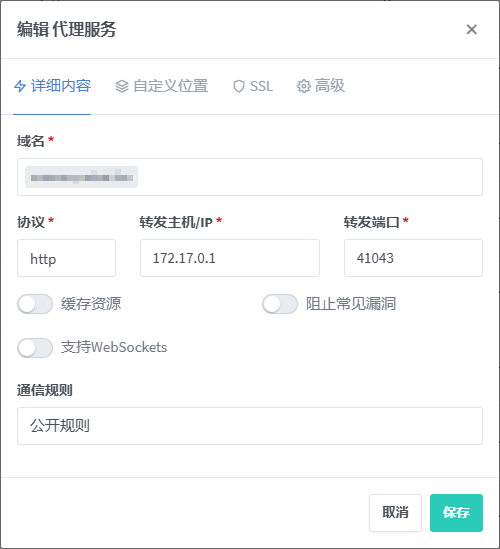 编辑 代理服务
详细内容 自定义位置 SSL 高级
域名 *
协议 * 转发主机/IP * 转发端口 *
http 172.17.0.1 41043
缓存资源 阻止常见漏洞
支持WebSockets
通信规则
公开规则
取消 保存